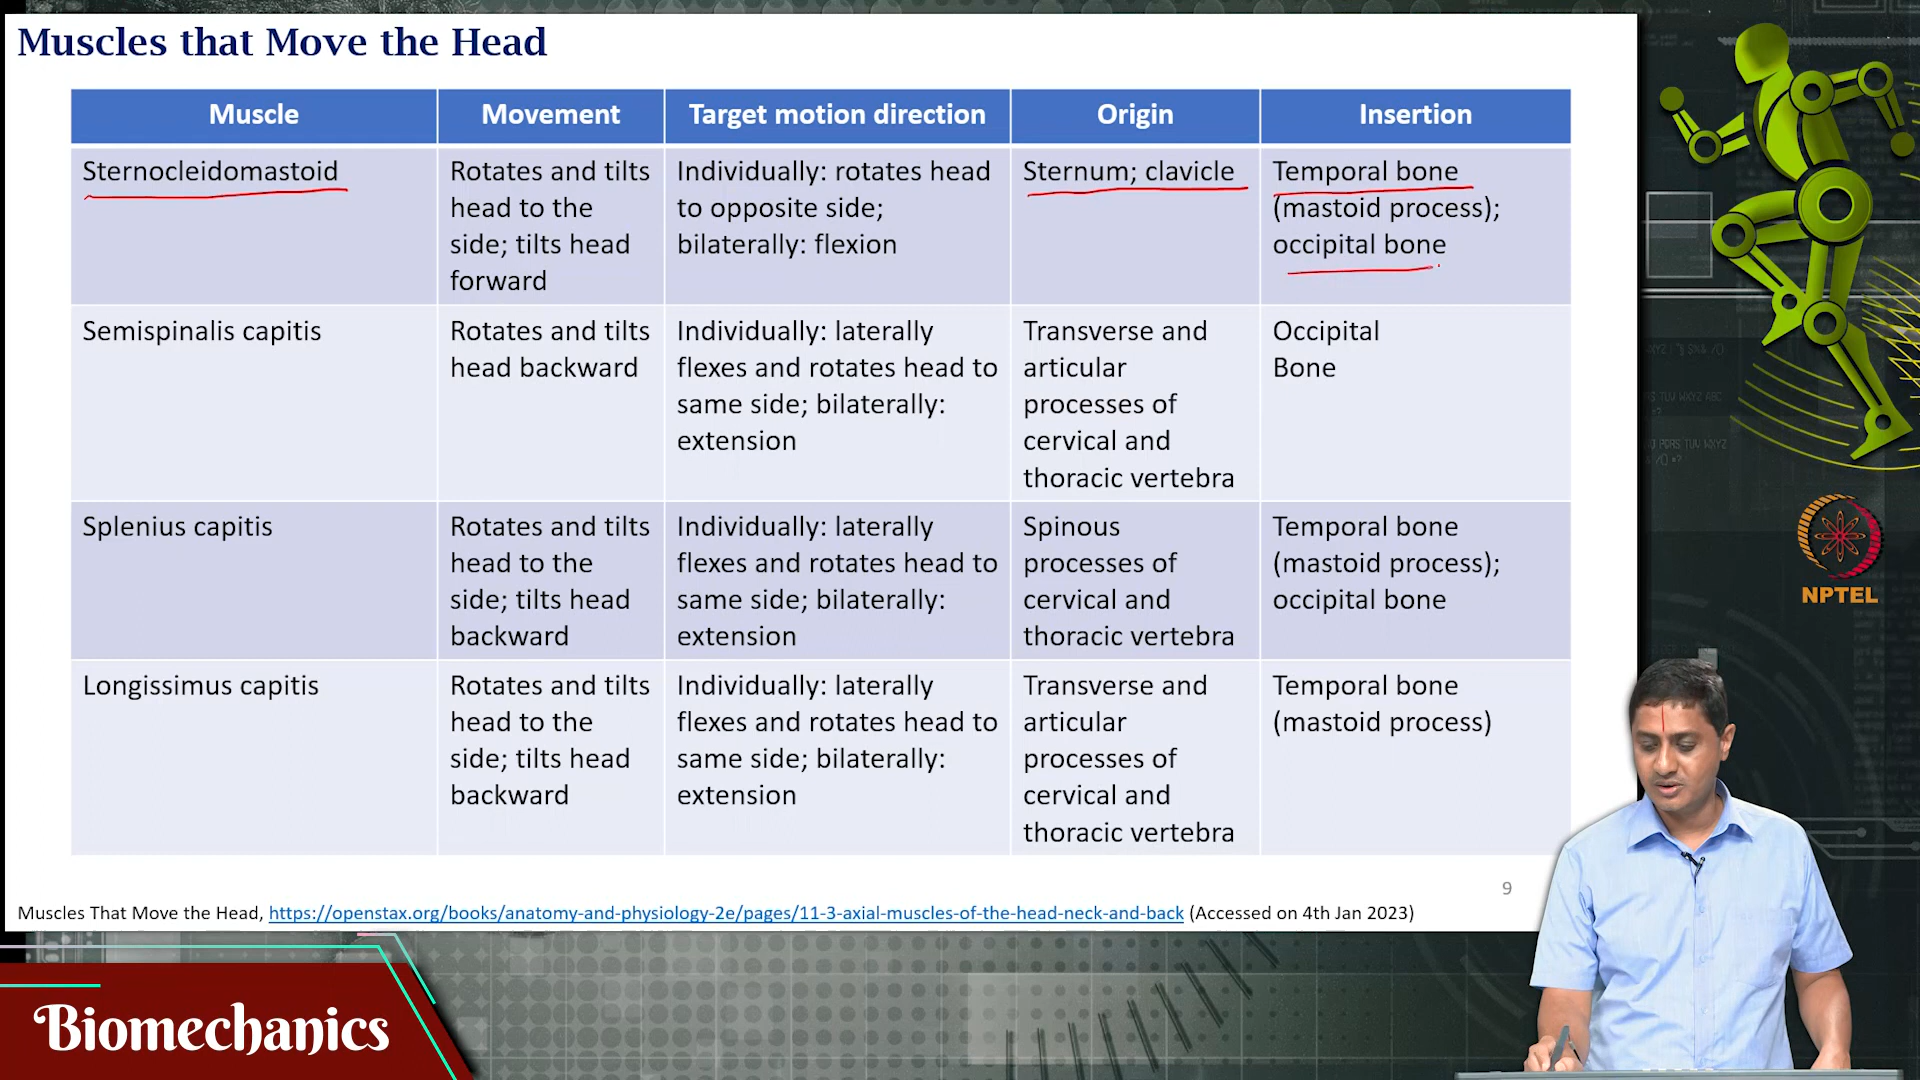 Muscles that Move the Head
Muscle Movement Target motion direction Origin Insertion
Sternocleidomastoid
Rotates and tilts
head to the
side; tilts head
forward
Individually: rotates head
to opposite side;
bilaterally: flexion
Sternum; clavicle
Temporal bone
(mastoid process);
occipital bone
Semispinalis capitis
Rotates and tilts
head backward
Individually: laterally
flexes and rotates head to
same side; bilaterally:
extension
Transverse and
articular
processes of
cervical and
thoracic vertebra
Occipital
Bone
Splenius capitis
Rotates and tilts
head to the
side; tilts head
backward
Individually: laterally
flexes and rotates head to
same side; bilaterally:
extension
Spinous
processes of
cervical and
thoracic vertebra
Temporal bone
(mastoid process);
occipital bone
Longissimus capitis
Rotates and tilts
head to the
side; tilts head
backward
Individually: laterally
flexes and rotates head to
same side; bilaterally:
extension
Transverse and
articular
processes of
cervical and
thoracic vertebra
Temporal bone
(mastoid process)
9
Muscles That Move the Head, https://openstax.org/books/anatomy-and-physiology-2e/pages/11-3-axial-muscles-of-the-head-neck-and-back (Accessed on 4th Jan 2023)
NPTEL
Biomechanics